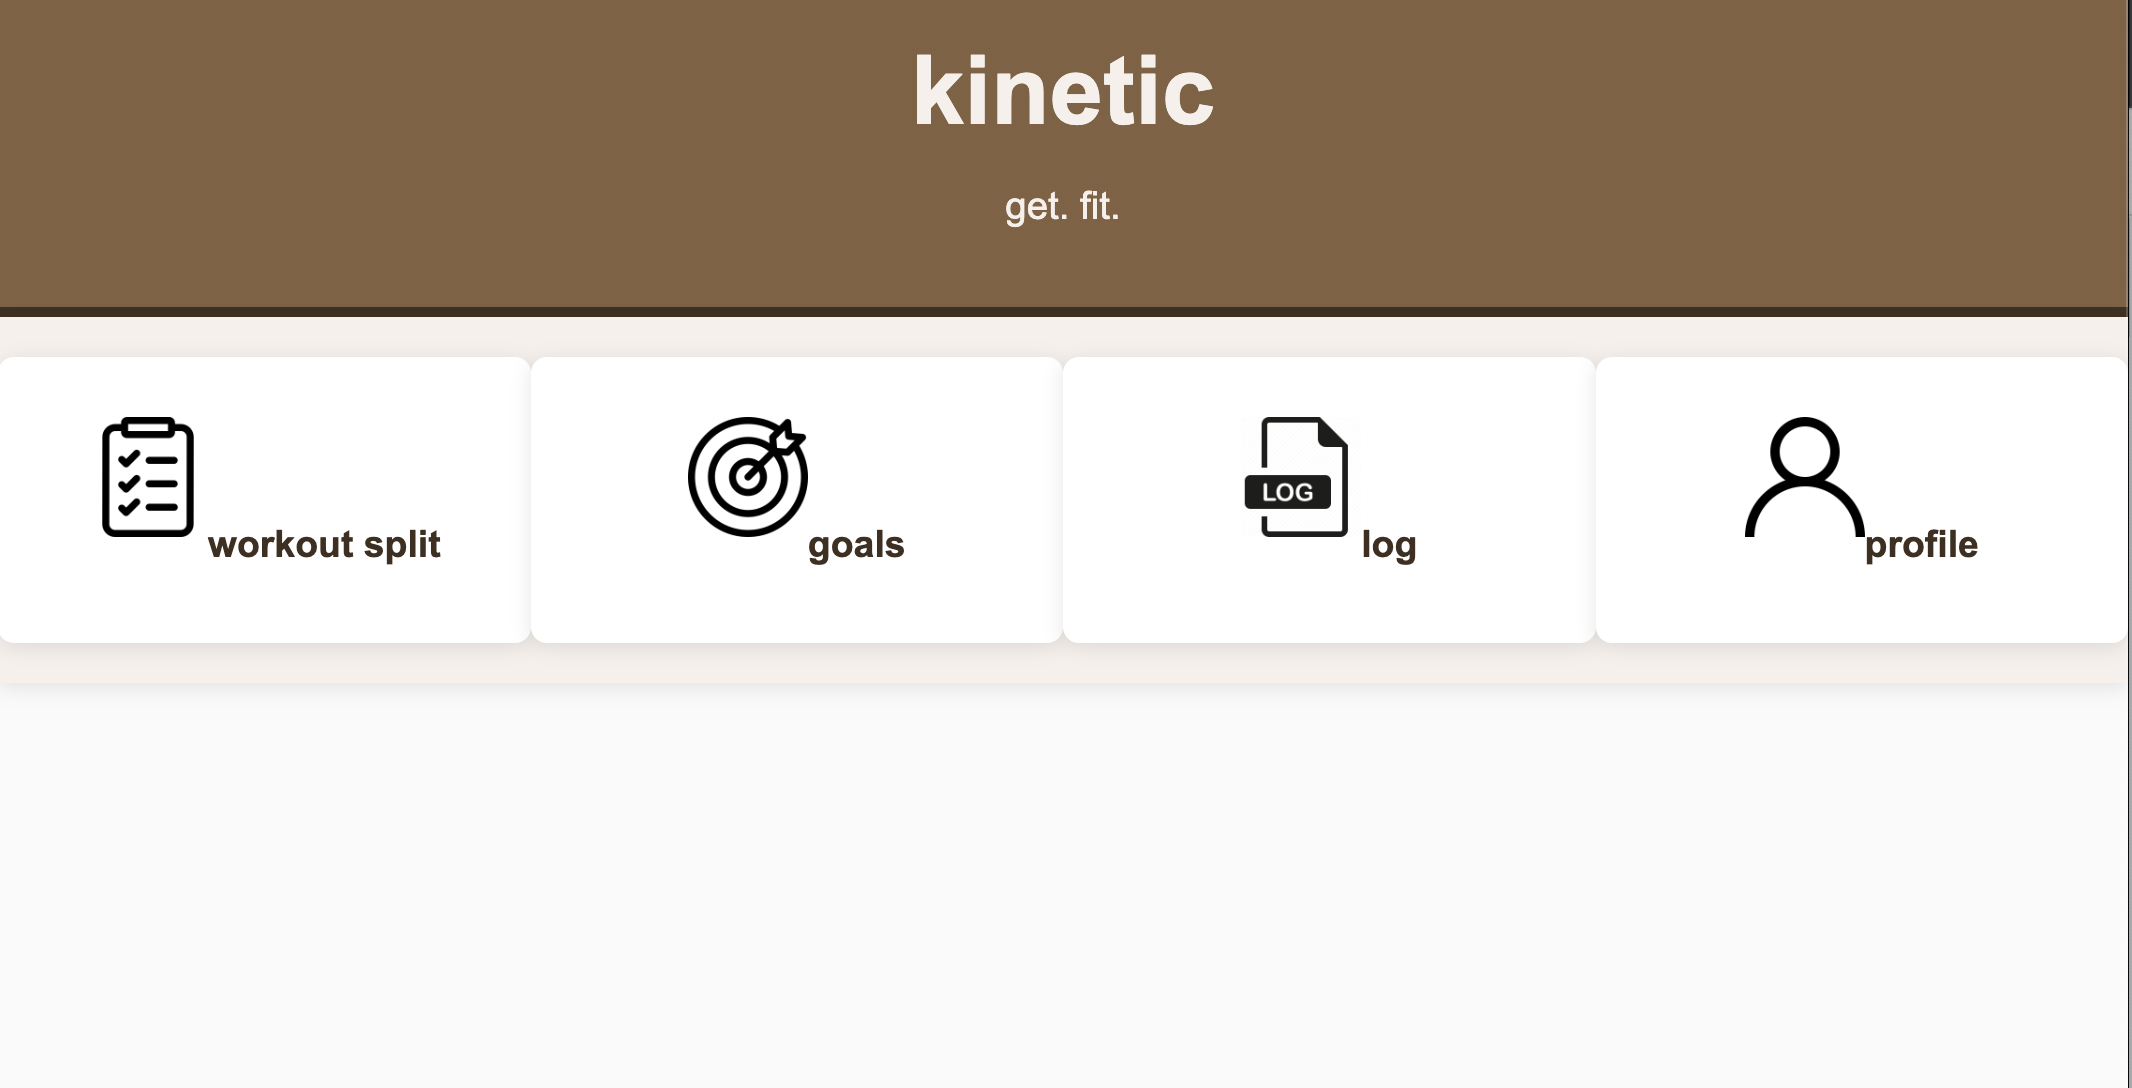 kinetic
get. fit.
workout split
goals
LOG
log
profile